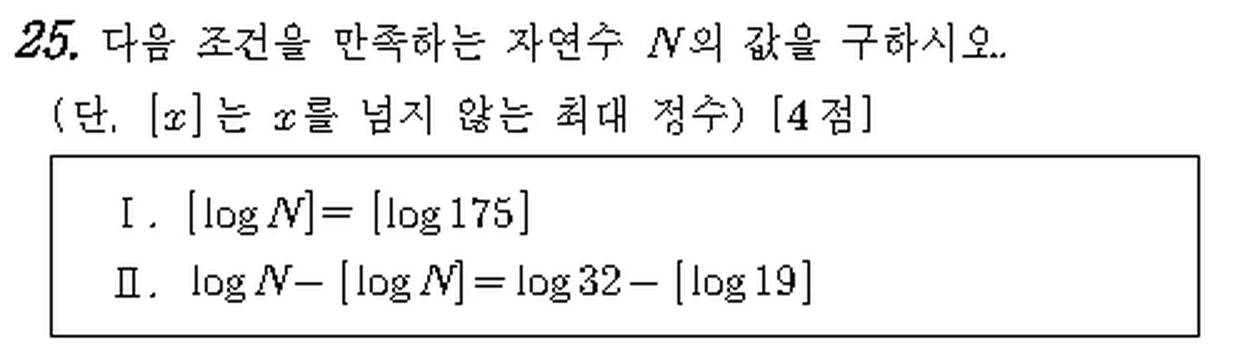 25. 다음 조건을 만족하는 자연수 N의 값을 구하시오..
(단, [x]는 x를 넘지 않는 최대 정수) [4점]
Ⅰ. [log N]= [log 175]
Ⅱ. log N− [log N]= log 32− [log 19]